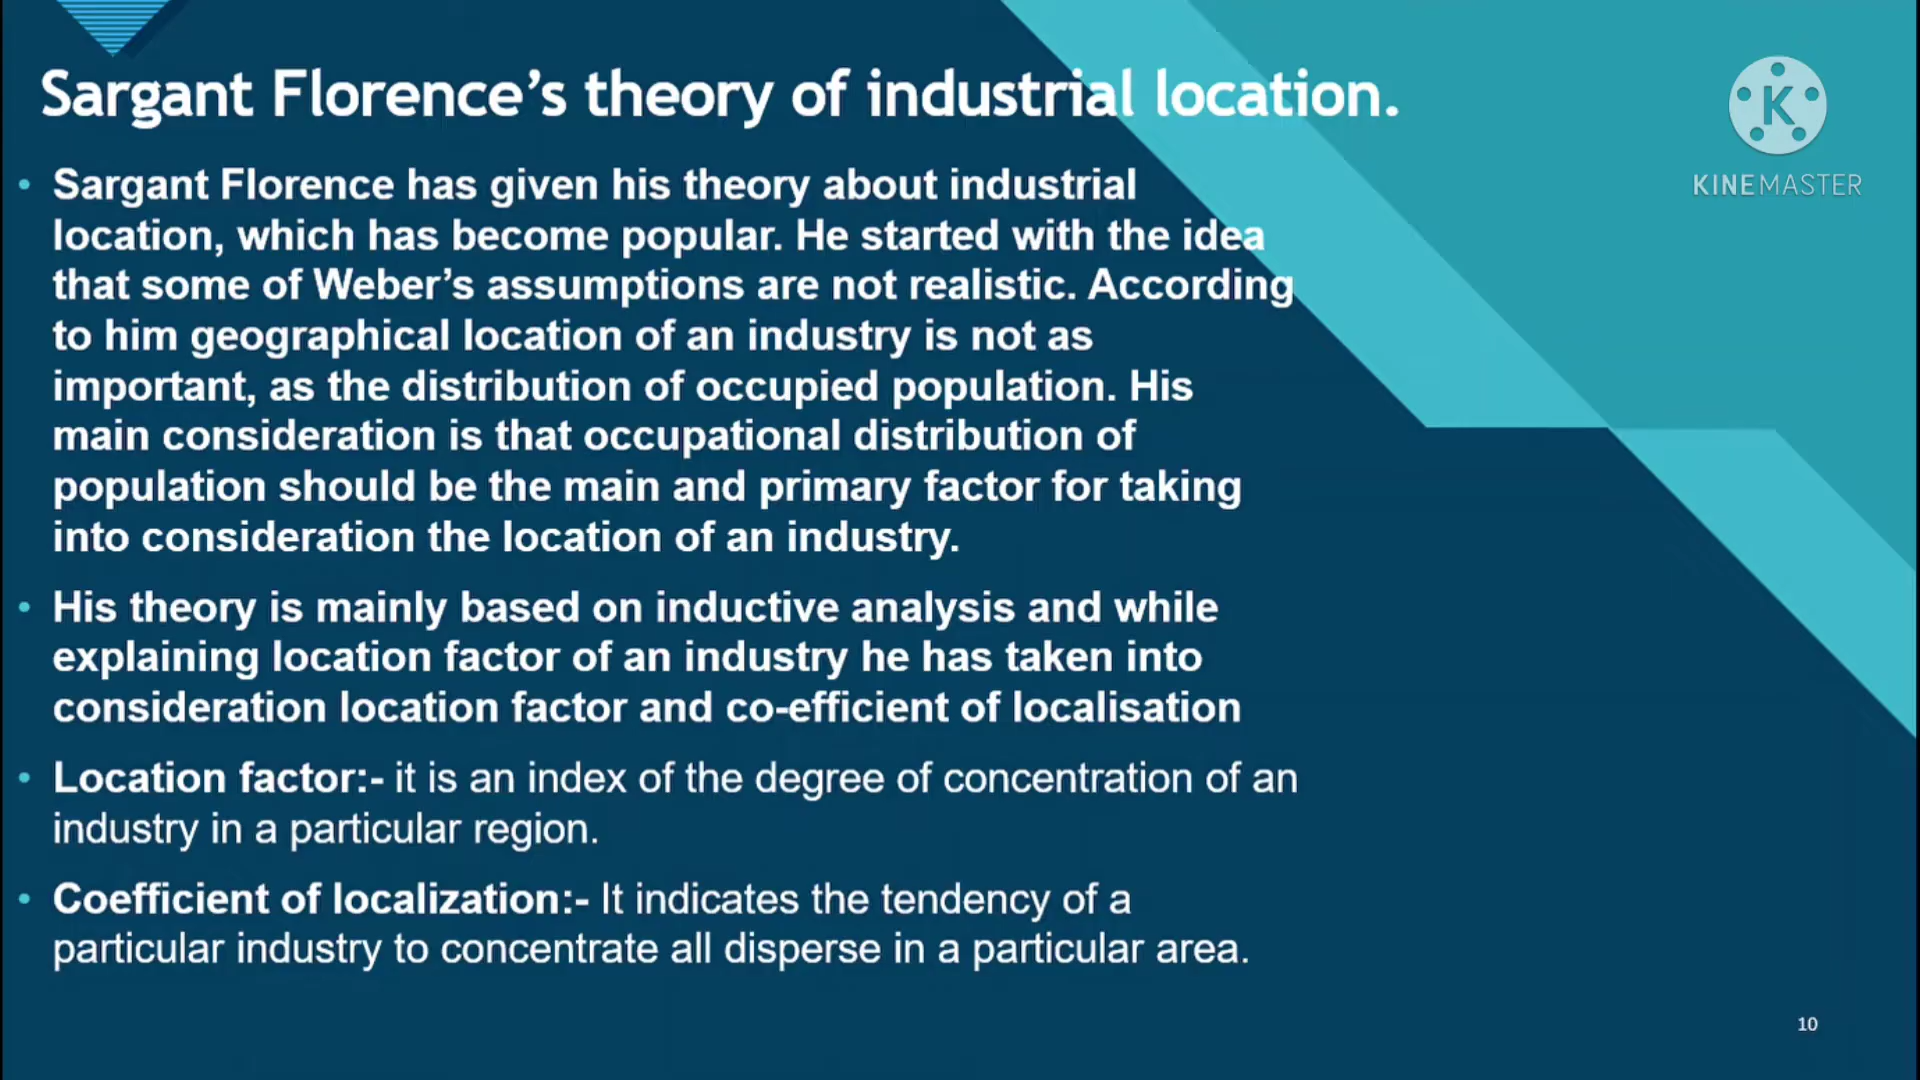 Sargant Florence’s theory of industrial location.
K
KINEMASTER
• Sargant Florence has given his theory about industrial
location, which has become popular. He started with the idea
that some of Weber’s assumptions are not realistic. According
to him geographical location of an industry is not as
important, as the distribution of occupied population. His
main consideration is that occupational distribution of
population should be the main and primary factor for taking
into consideration the location of an industry.
• His theory is mainly based on inductive analysis and while
explaining location factor of an industry he has taken into
consideration location factor and co-efficient of localisation
• Location factor:- it is an index of the degree of concentration of an
industry in a particular region.
• Coefficient of localization:- It indicates the tendency of a
particular industry to concentrate all disperse in a particular area.
10